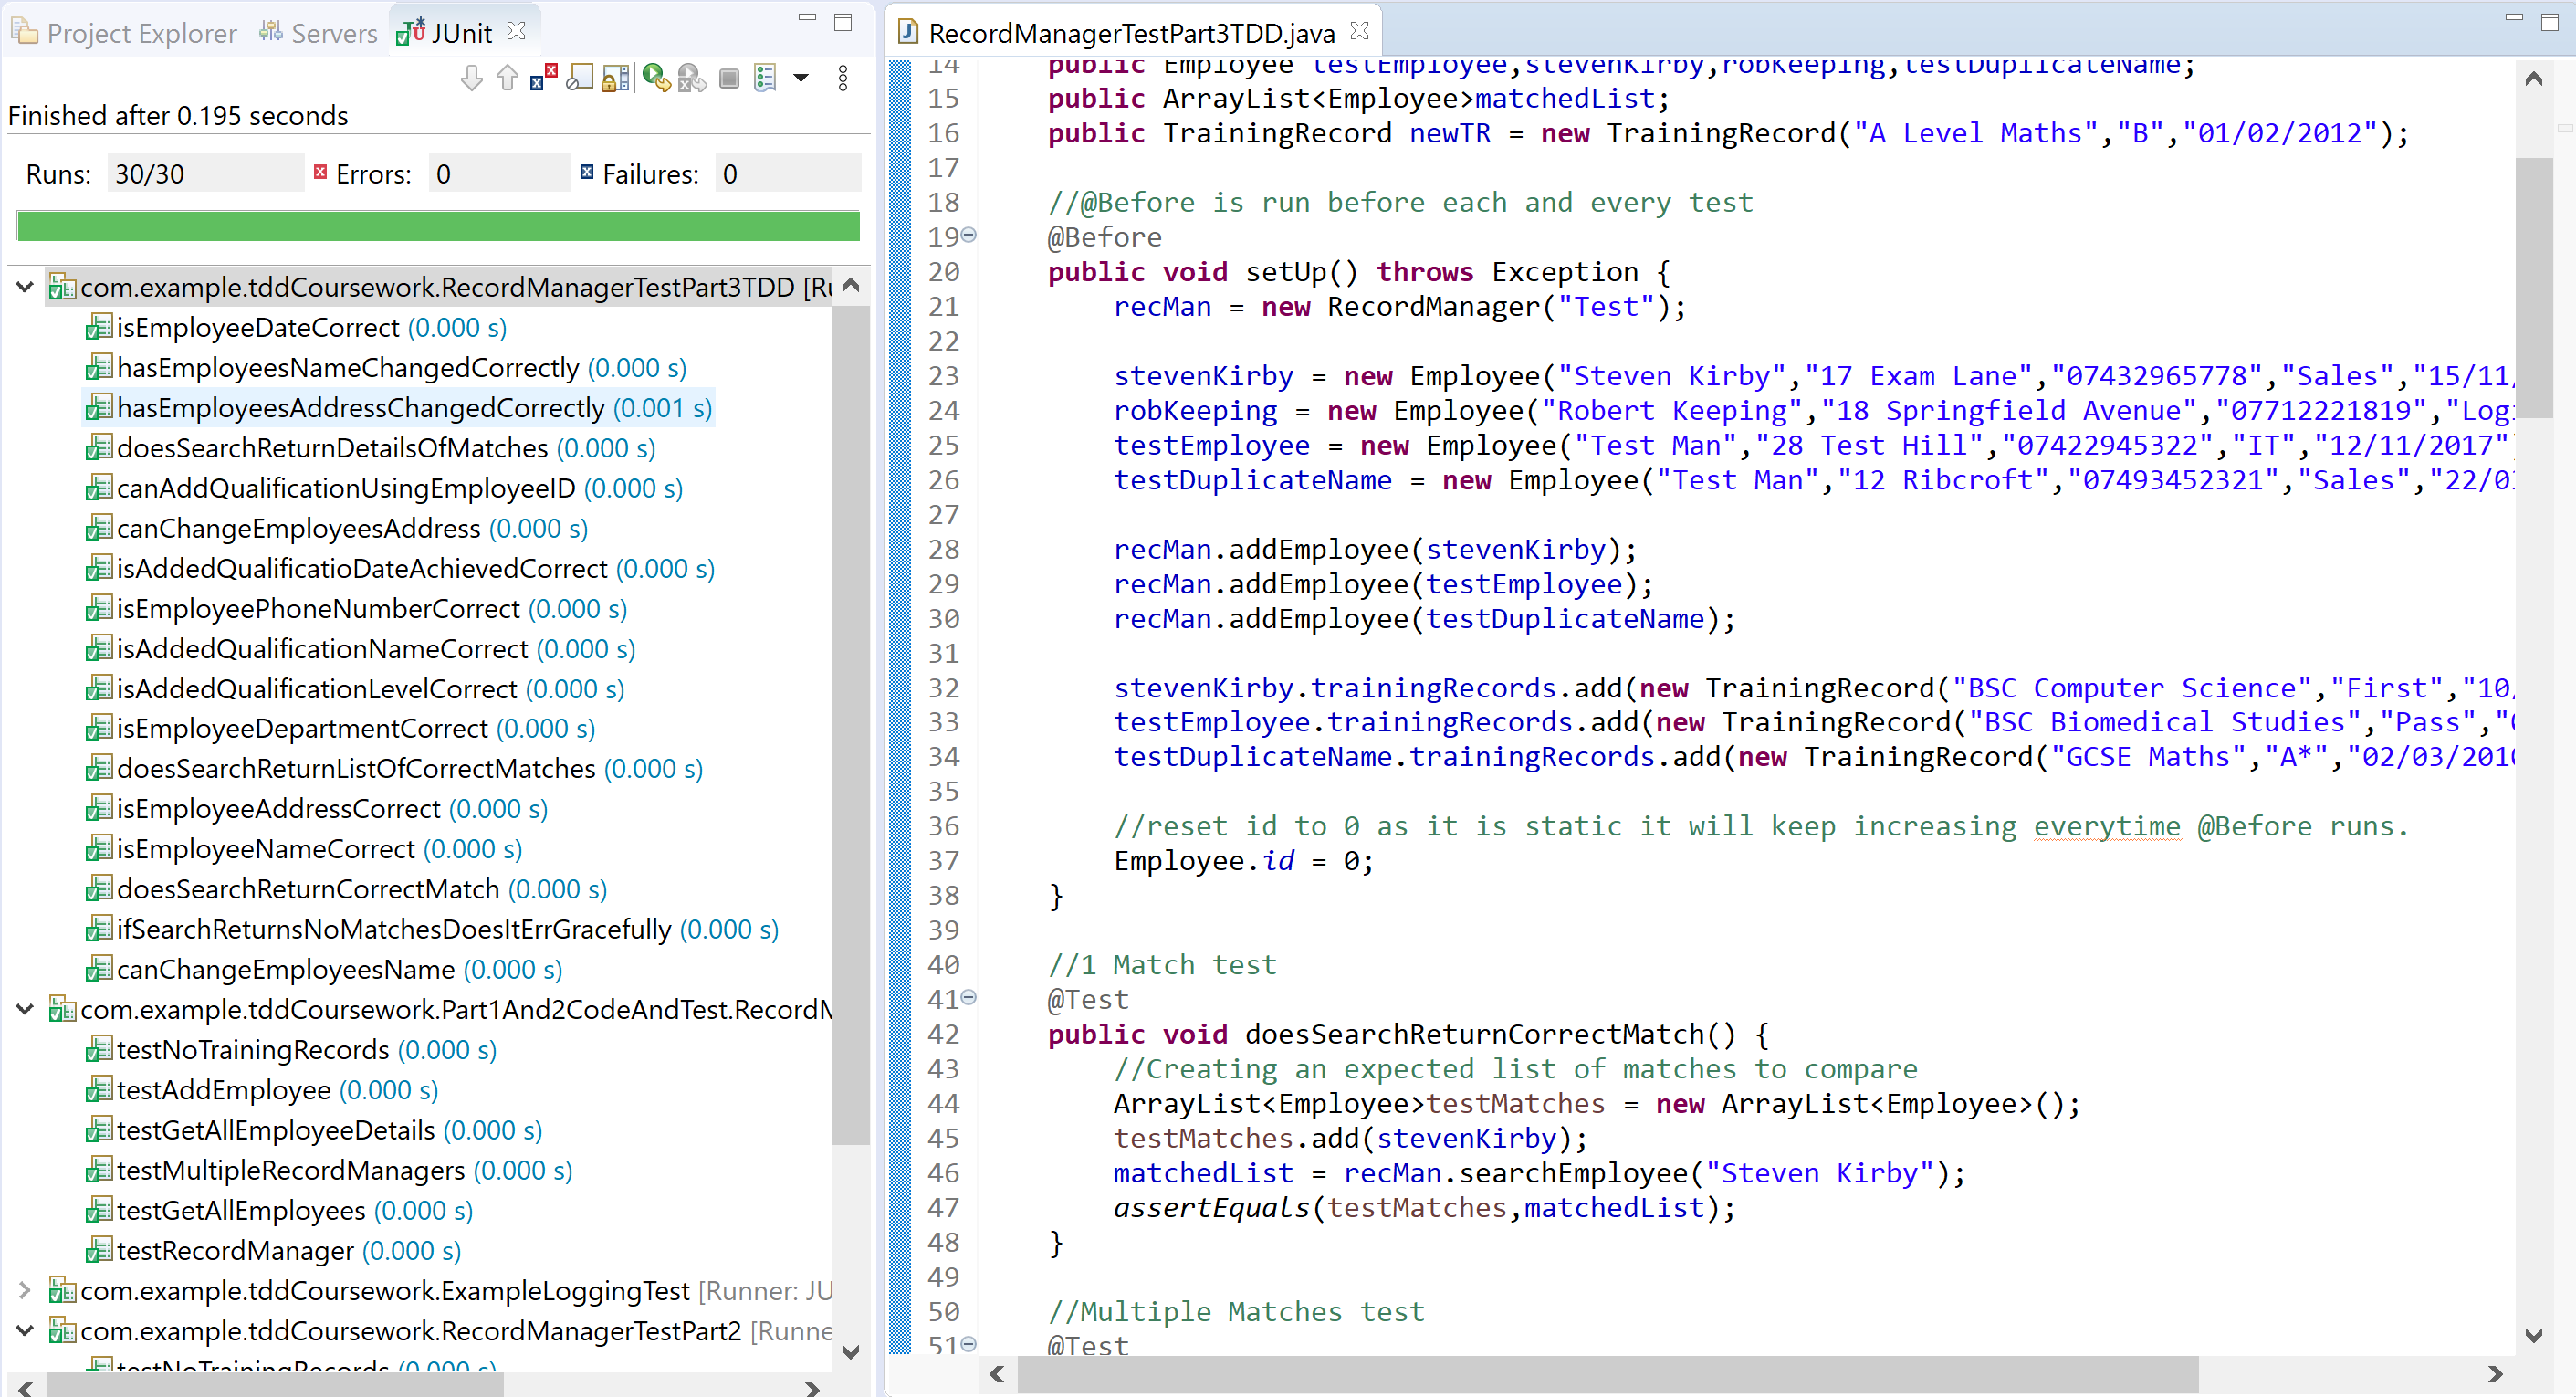 Project Explorer Servers JUnit
Finished after 0.195 seconds
Runs: 30/30 Errors: 0 Failures: 0
com.example.tddCoursework.RecordManagerTestPart3TDD [Ru
isEmployeeDateCorrect (0.000 s)
hasEmployeesNameChangedCorrectly (0.000 s)
hasEmployeesAddressChangedCorrectly (0.001 s)
doesSearchReturnDetailsOfMatches (0.000 s)
canAddQualificationUsingEmployeeID (0.000 s)
canChangeEmployeesAddress (0.000 s)
isAddedQualificatioDateAchievedCorrect (0.000 s)
isEmployeePhoneNumberCorrect (0.000 s)
isAddedQualificationNameCorrect (0.000 s)
isAddedQualificationLevelCorrect (0.000 s)
isEmployeeDepartmentCorrect (0.000 s)
doesSearchReturnListOfCorrectMatches (0.000 s)
isEmployeeAddressCorrect (0.000 s)
isEmployeeNameCorrect (0.000 s)
doesSearchReturnCorrectMatch (0.000 s)
ifSearchReturnsNoMatchesDoesItErrGracefully (0.000 s)
canChangeEmployeesName (0.000 s)
com.example.tddCoursework.Part1And2CodeAndTest.RecordM
testNoTrainingRecords (0.000 s)
testAddEmployee (0.000 s)
testGetAllEmployeeDetails (0.000 s)
testMultipleRecordManagers (0.000 s)
testGetAllEmployees (0.000 s)
testRecordManager (0.000 s)
com.example.tddCoursework.ExampleLoggingTest [Runner: JU
com.example.tddCoursework.RecordManagerTestPart2 [Runne
testNoTrainingRecords (0.000 s)
RecordManagerTestPart3TDD.java
14 public Employee testEmployee,stevenKirby,robKeeping,testDuplicateName;
15 public ArrayList<Employee>matchedList;
16 public TrainingRecord newTR = new TrainingRecord("A Level Maths","B","01/02/2012");
17
18 //@Before is run before each and every test
19 @Before
20 public void setUp() throws Exception {
21 recMan = new RecordManager("Test");
22
23 stevenKirby = new Employee("Steven Kirby","17 Exam Lane","07432965778","Sales","15/11/
24 robKeeping = new Employee("Robert Keeping","18 Springfield Avenue","07712221819","Logi
25 testEmployee = new Employee("Test Man","28 Test Hill","07422945322","IT","12/11/2017"
26 testDuplicateName = new Employee("Test Man","12 Ribcroft","07493452321","Sales","22/01
27
28 recMan.addEmployee(stevenKirby);
29 recMan.addEmployee(testEmployee);
30 recMan.addEmployee(testDuplicateName);
31
32 stevenKirby.trainingRecords.add(new TrainingRecord("BSC Computer Science","First","10/
33 testEmployee.trainingRecords.add(new TrainingRecord("BSC Biomedical Studies","Pass","0
34 testDuplicateName.trainingRecords.add(new TrainingRecord("GCSE Maths","A*","02/03/2010
35
36 //reset id to 0 as it is static it will keep increasing everytime @Before runs.
37 Employee.id = 0;
38 }
39
40 //1 Match test
41 @Test
42 public void doesSearchReturnCorrectMatch() {
43 //Creating an expected list of matches to compare
44 ArrayList<Employee>testMatches = new ArrayList<Employee>();
45 testMatches.add(stevenKirby);
46 matchedList = recMan.searchEmployee("Steven Kirby");
47 assertEquals(testMatches,matchedList);
48 }
49
50 //Multiple Matches test
51 @Test